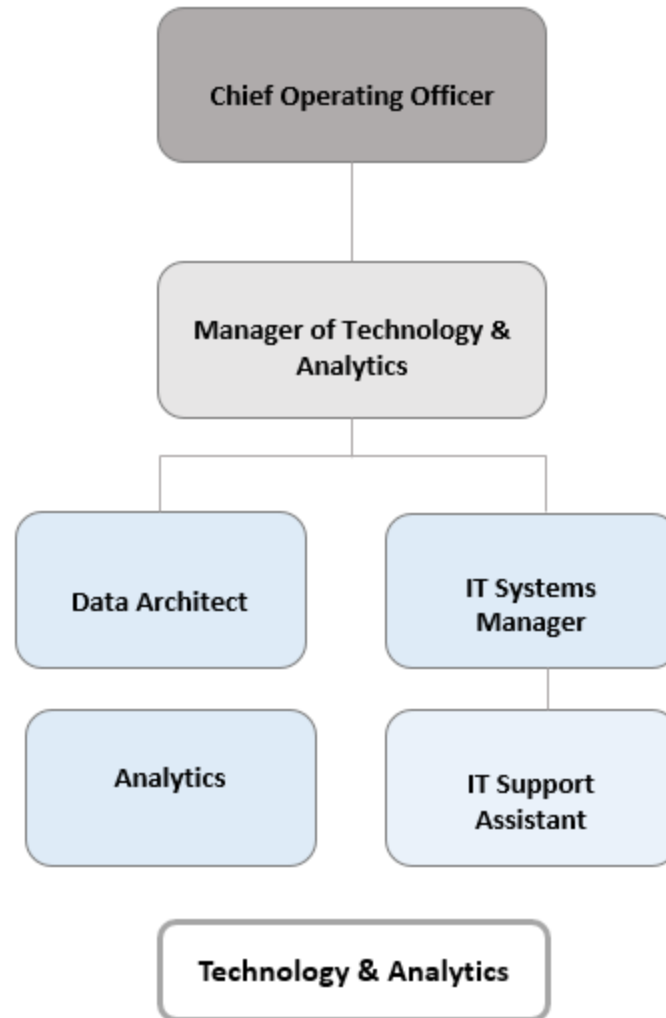 Chief Operating Officer
Manager of Technology &
Analytics
Data Architect
IT Systems
Manager
Analytics
IT Support
Assistant
Technology & Analytics